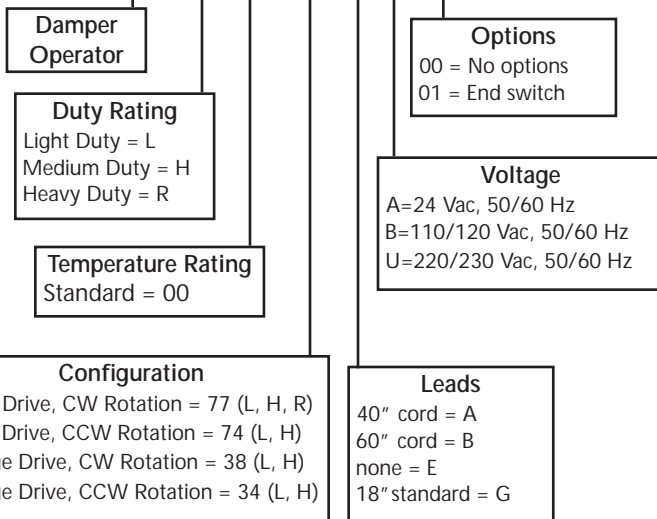 Damper
Operator
Options
00 = No options
01 = End switch
Duty Rating
Light Duty = L
Medium Duty = H
Heavy Duty = R
Voltage
A=24 Vac, 50/60 Hz
B=110/120 Vac, 50/60 Hz
U=220/230 Vac, 50/60 Hz
Temperature Rating
Standard = 00
Configuration
Drive, CW Rotation = 77 (L, H, R)
Drive, CCW Rotation = 74 (L, H)
Drive, CW Rotation = 38 (L, H)
Drive, CCW Rotation = 34 (L, H)
Leads
40" cord = A
60" cord = B
none = E
18"standard = G